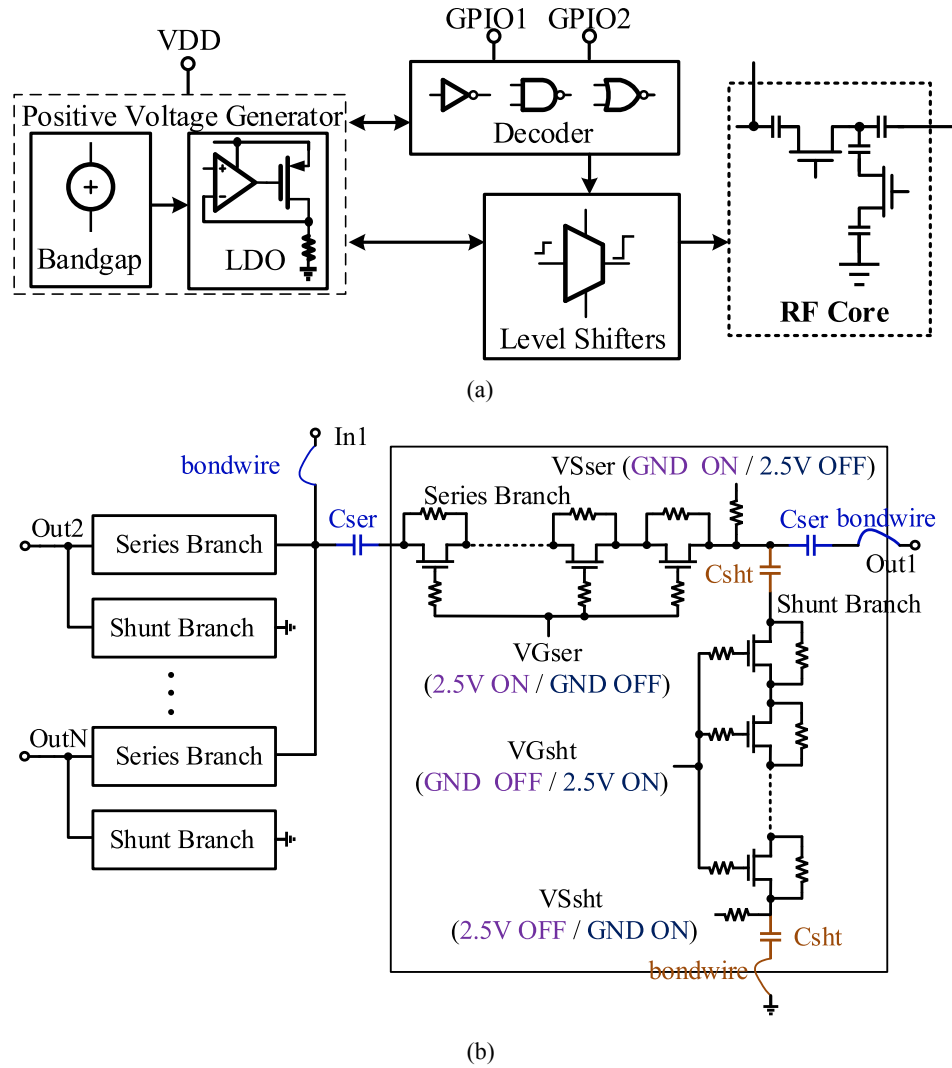 GPIO1
GPIO2
VDD
Positive Voltage Generator
+
Bandgap
+
-
LDO
Decoder
Level Shifters
RF Core
(a)
In1
bondwire
VSser (GND ON / 2.5V OFF)
Series Branch
Cser
Cser
bondwire
Out2
Series Branch
Out1
Csht
Shunt Branch
Shunt Branch
VGser
(2.5V ON / GND OFF)
OutN
Series Branch
VGsht
(GND OFF / 2.5V ON)
Shunt Branch
VSsht
(2.5V OFF / GND ON)
Csht
bondwire
(b)